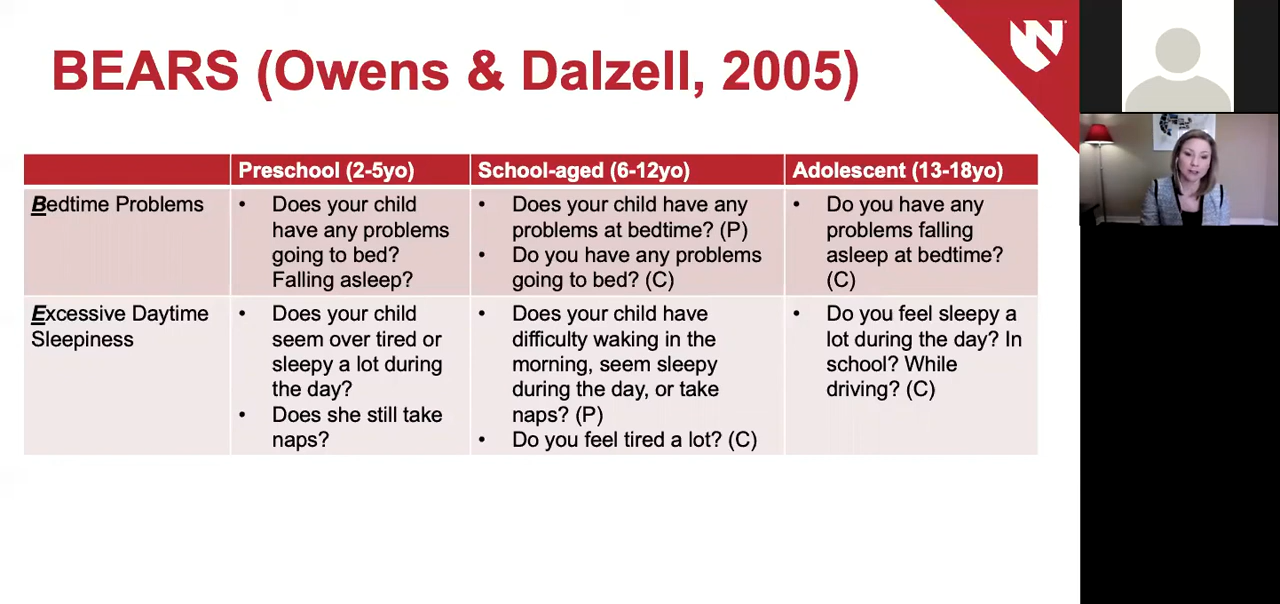 BEARS (Owens & Dalzell, 2005)
Preschool (2-5yo)
School-aged (6-12yo)
Adolescent (13-18yo)
Bedtime Problems
• Does your child
have any problems
going to bed?
Falling asleep?
• Does your child have any
problems at bedtime? (P)
• Do you have any problems
going to bed? (C)
• Do you have any
problems falling
asleep at bedtime?
(C)
Excessive Daytime
Sleepiness
• Does your child
seem over tired or
sleepy a lot during
the day?
• Does she still take
naps?
• Does your child have
difficulty waking in the
morning, seem sleepy
during the day, or take
naps? (P)
• Do you feel tired a lot? (C)
• Do you feel sleepy a
lot during the day? In
school? While
driving? (C)